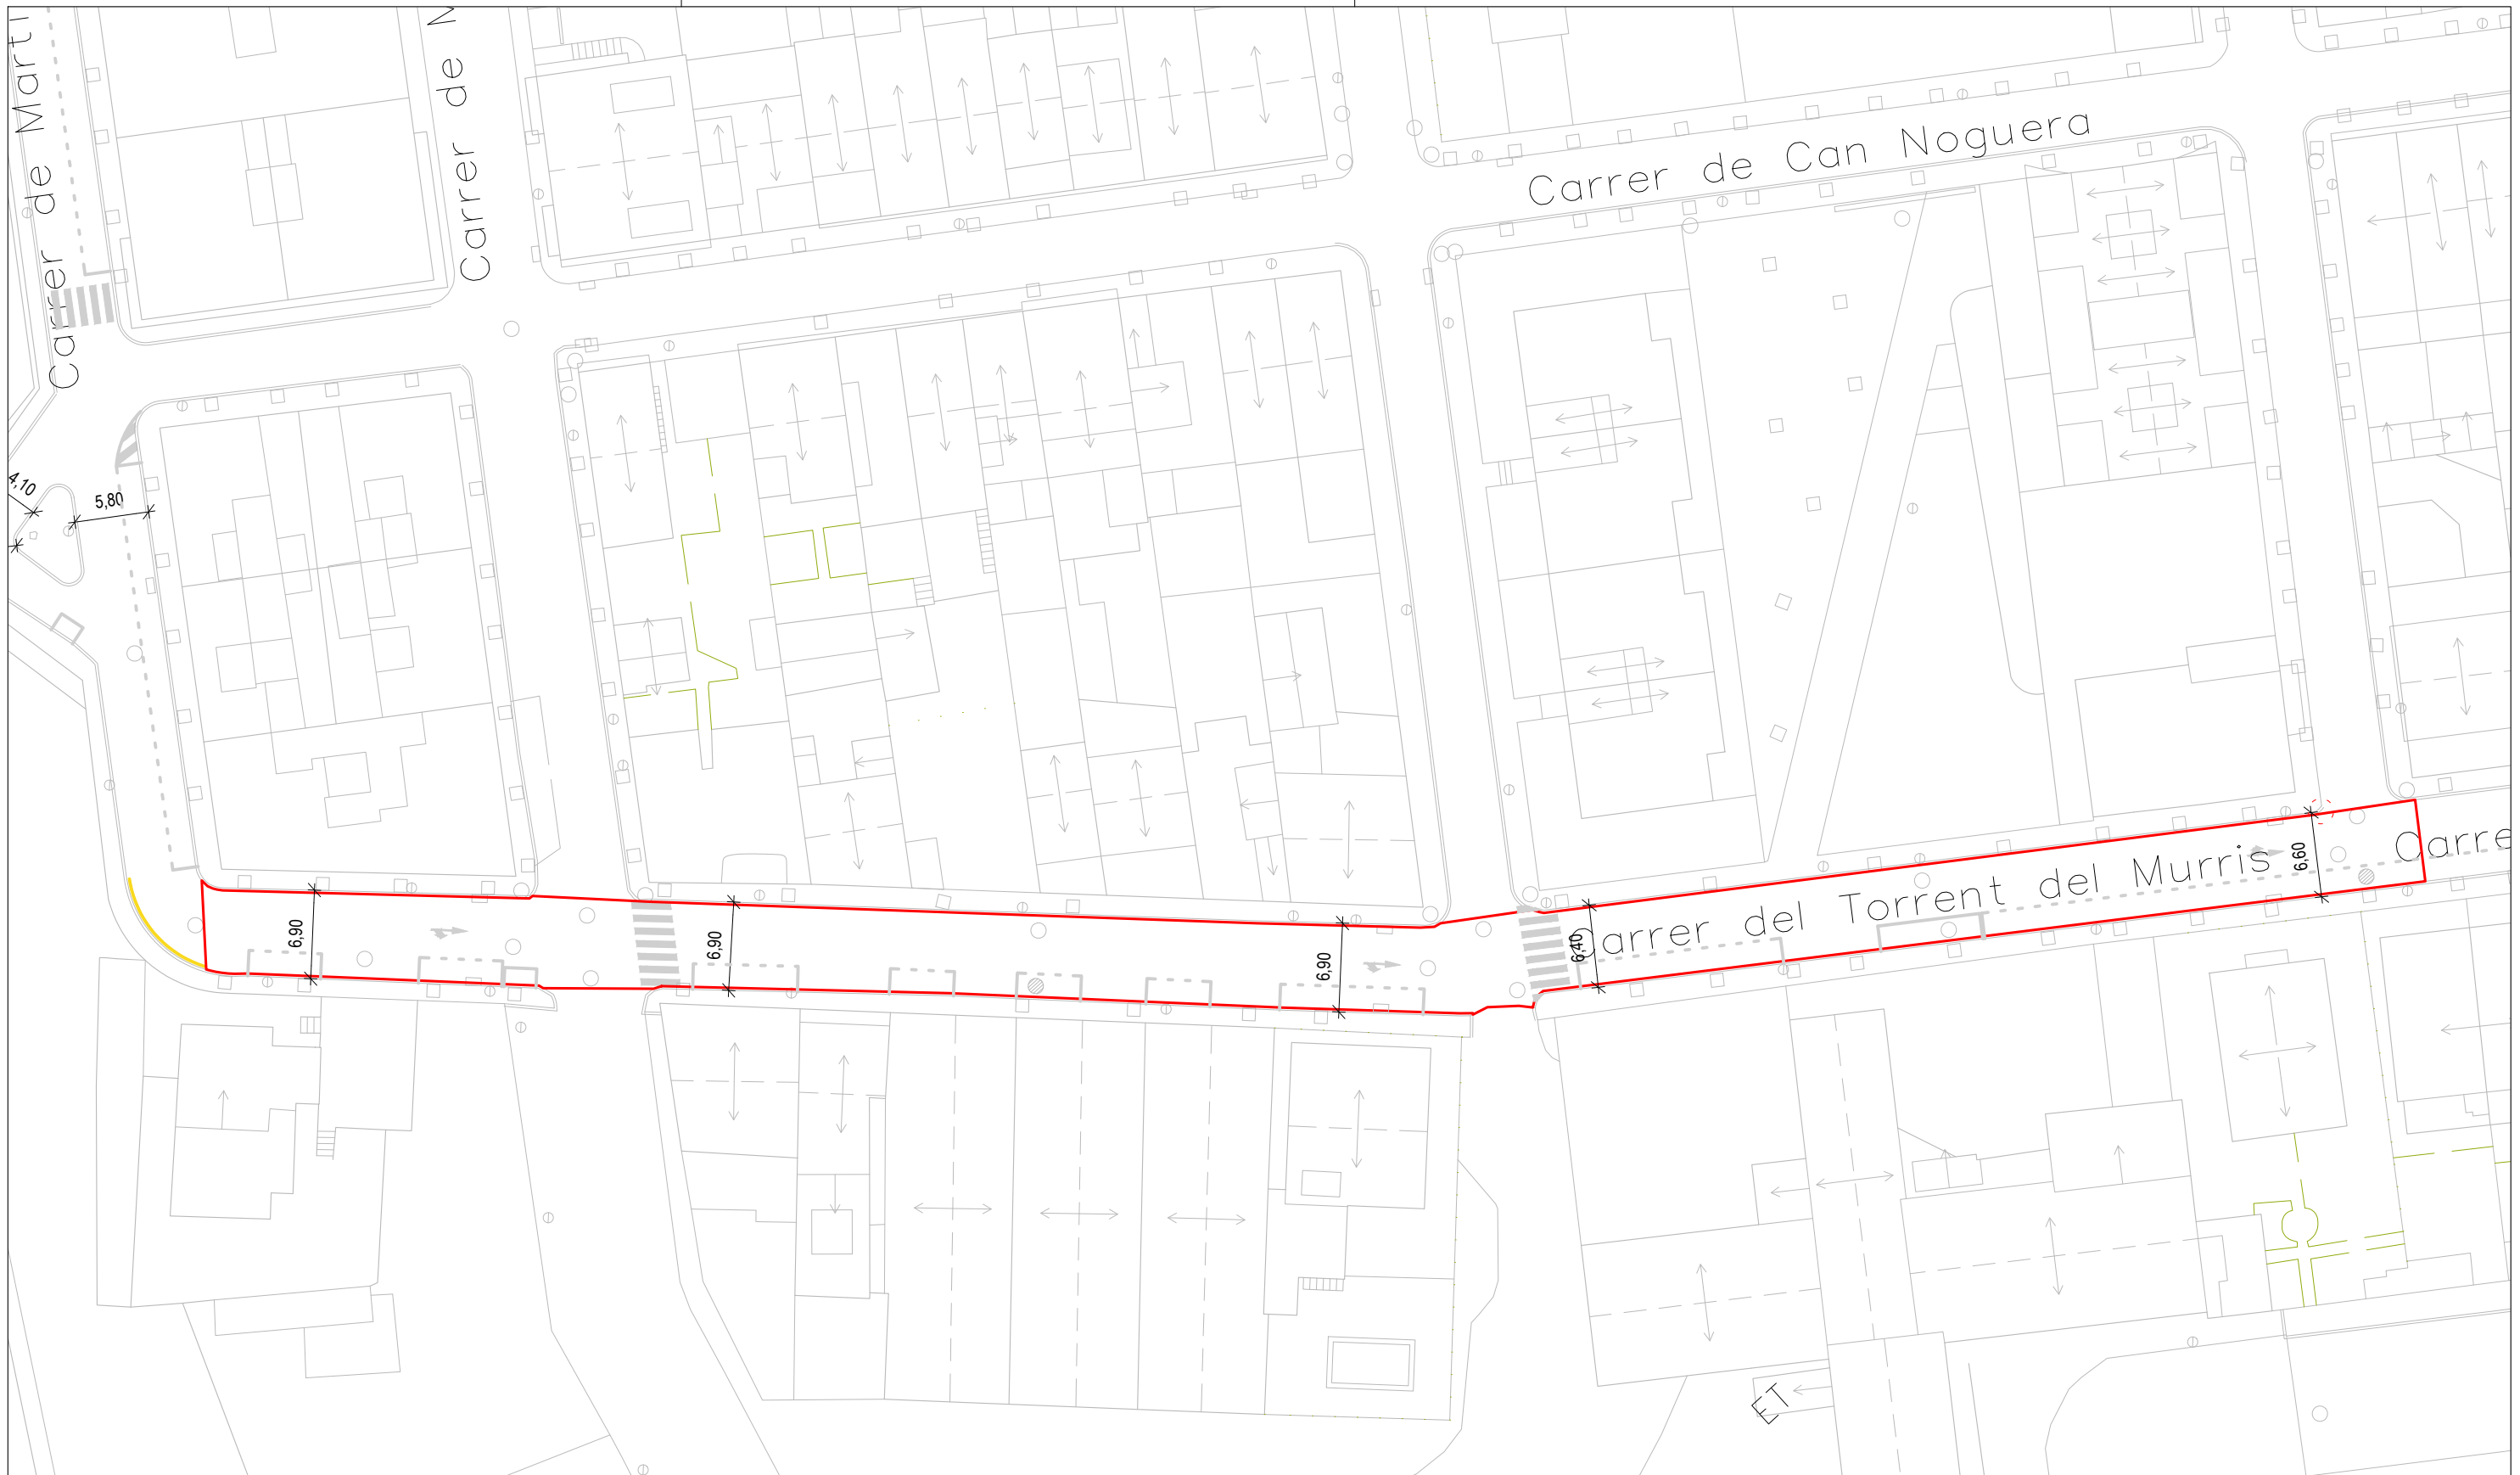 Carrer de Martí
Carrer de
Carrer de Can Noguera
4,10
5,80
6,90
6,90
6,90
6,40
Carrer del Torrent del Murris
6,60
Carre
ET